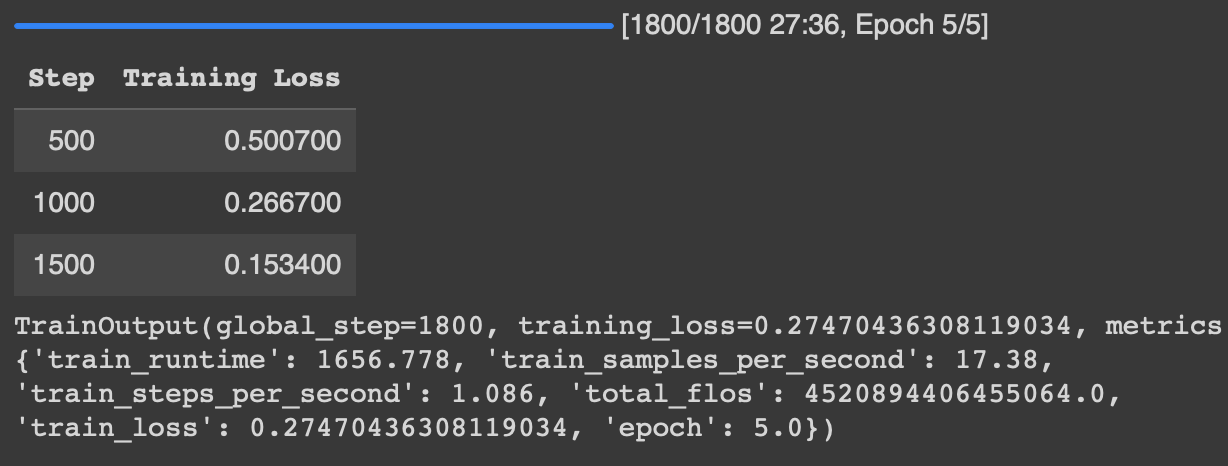 [1800/1800 27:36, Epoch 5/5]
Step Training Loss
500 0.500700
1000 0.266700
1500 0.153400
TrainOutput(global_step=1800, training_loss=0.27470436308119034, metrics
{'train_runtime': 1656.778, 'train_samples_per_second': 17.38,
'train_steps_per_second': 1.086, 'total_flos': 4520894406455064.0,
'train_loss': 0.27470436308119034, 'epoch': 5.0})